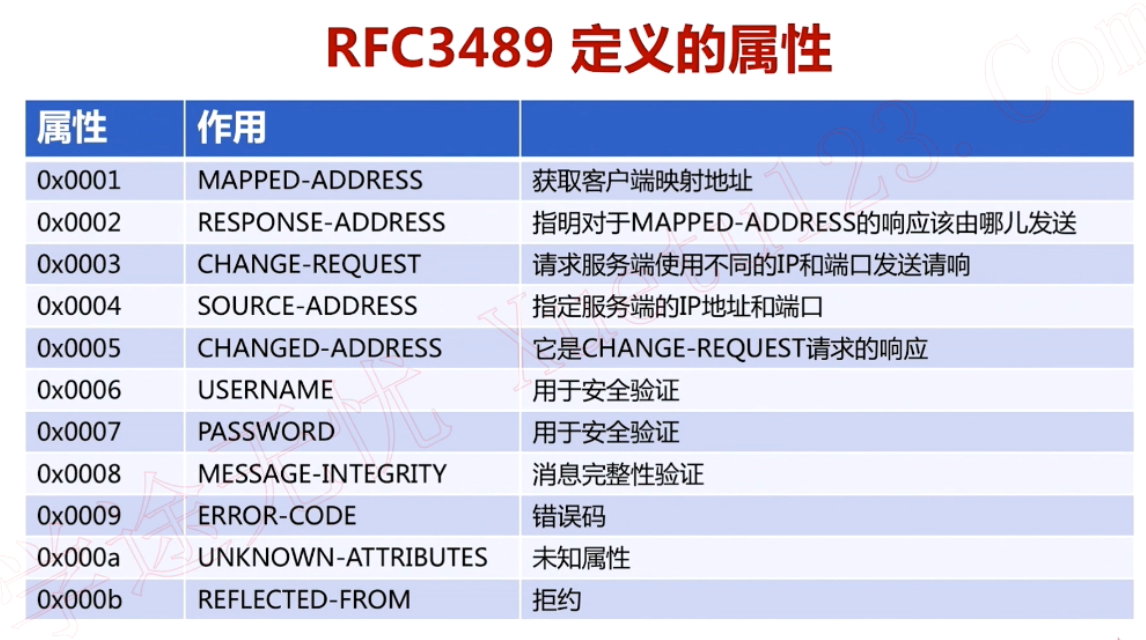 RFC3489 定义的属性
属性 作用
0x0001 MAPPED-ADDRESS 获取客户端映射地址
0x0002 RESPONSE-ADDRESS 指明对于MAPPED-ADDRESS的响应该由哪儿发送
0x0003 CHANGE-REQUEST 请求服务端使用不同的IP和端口发送请响
0x0004 SOURCE-ADDRESS 指定服务端的IP地址和端口
0x0005 CHANGED-ADDRESS 它是CHANGE-REQUEST请求的响应
0x0006 USERNAME 用于安全验证
0x0007 PASSWORD 用于安全验证
0x0008 MESSAGE-INTEGRITY 消息完整性验证
0x0009 ERROR-CODE 错误码
0x000a UNKNOWN-ATTRIBUTES 未知属性
0x000b REFLECTED-FROM 拒约
学途无忧 Xuetu123.Com